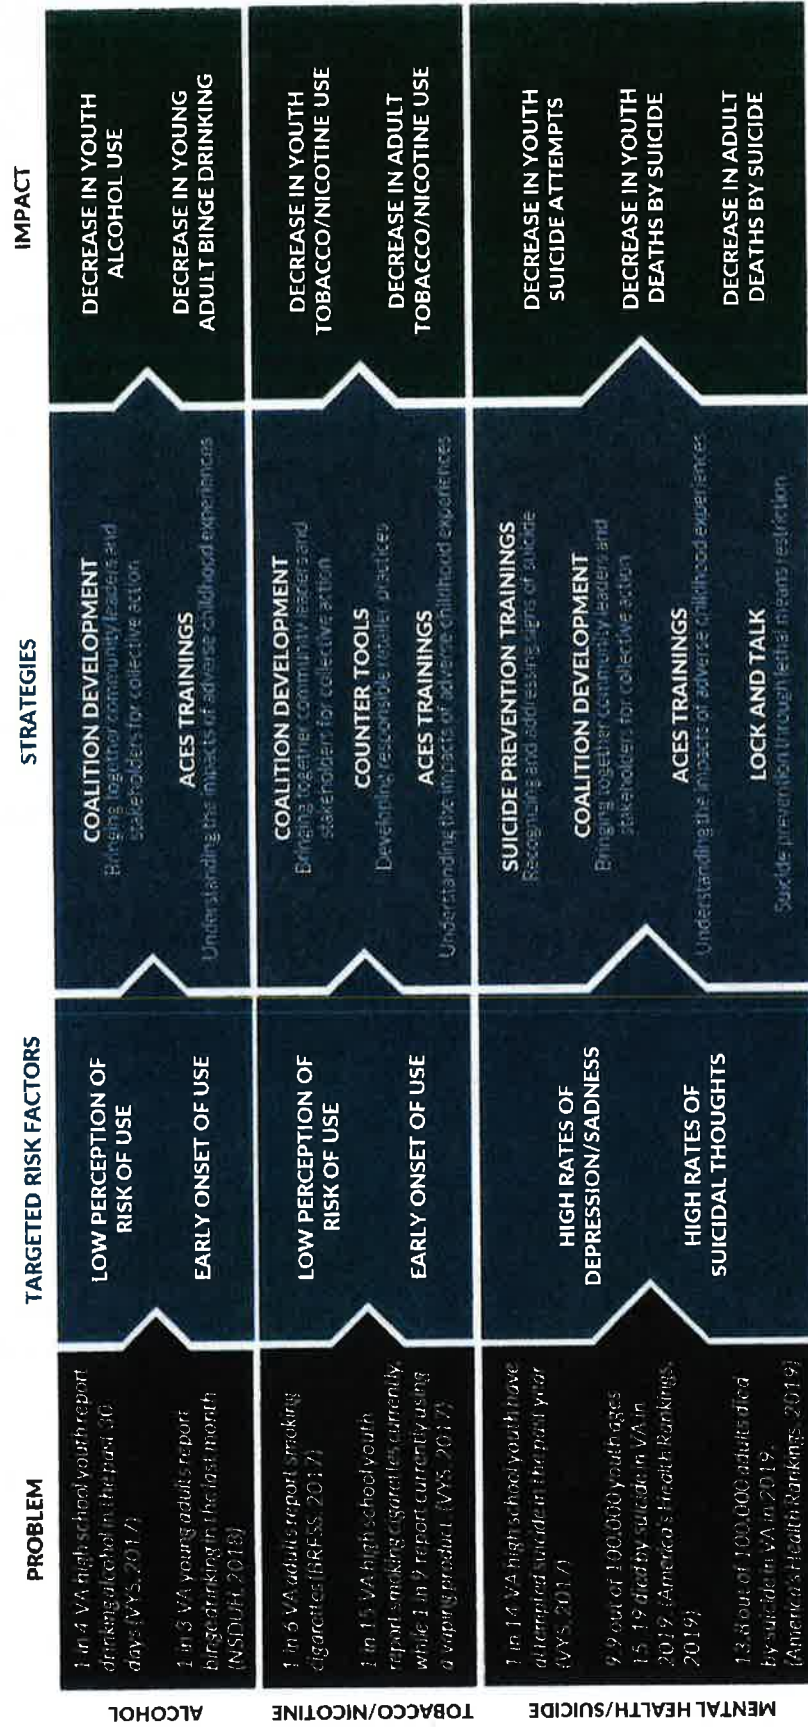 PROBLEM
TARGETED RISK FACTORS
STRATEGIES
IMPACT
ALCOHOL
1 in 4 VA high school youth report
drinking alcohol in the past 30
days (VYS, 2017)
1 in 3 VA young adults report
binge drinking in the last month
(NSDUH, 2018)
LOW PERCEPTION OF
RISK OF USE
EARLY ONSET OF USE
COALITION DEVELOPMENT
Bringing together community leaders and
stakeholders for collective action
ACES TRAININGS
Understanding the impacts of adverse childhood experiences
DECREASE IN YOUTH
ALCOHOL USE
DECREASE IN YOUNG
ADULT BINGE DRINKING
TOBACCO/NICOTINE
1 in 6 VA adults report smoking
cigarettes (BRFSS, 2017)
1 in 15 VA high school youth
report smoking cigarettes currently,
while 1 in 9 report currently using
a vaping product (VYS, 2017)
LOW PERCEPTION OF
RISK OF USE
EARLY ONSET OF USE
COALITION DEVELOPMENT
Bringing together community leaders and
stakeholders for collective action
COUNTER TOOLS
Developing responsible retailer practices
ACES TRAININGS
Understanding the impacts of adverse childhood experiences
DECREASE IN YOUTH
TOBACCO/NICOTINE USE
DECREASE IN ADULT
TOBACCO/NICOTINE USE
MENTAL HEALTH/SUICIDE
1 in 14 VA high school youth have
attempted suicide in the past year
(VYS, 2017)
9.9 out of 100,000 youth ages
15-19 died by suicide in VA in
2019. (America's Health Rankings,
2019)
13.8 out of 100,000 adults died
by suicide in VA in 2019.
(America's Health Rankings, 2019)
HIGH RATES OF
DEPRESSION/SADNESS
HIGH RATES OF
SUICIDAL THOUGHTS
SUICIDE PREVENTION TRAININGS
Recognizing and addressing signs of suicide
COALITION DEVELOPMENT
Bringing together community leaders and
stakeholders for collective action
ACES TRAININGS
Understanding the impacts of adverse childhood experiences
LOCK AND TALK
Suicide prevention through lethal means restriction
DECREASE IN YOUTH
SUICIDE ATTEMPTS
DECREASE IN YOUTH
DEATHS BY SUICIDE
DECREASE IN ADULT
DEATHS BY SUICIDE